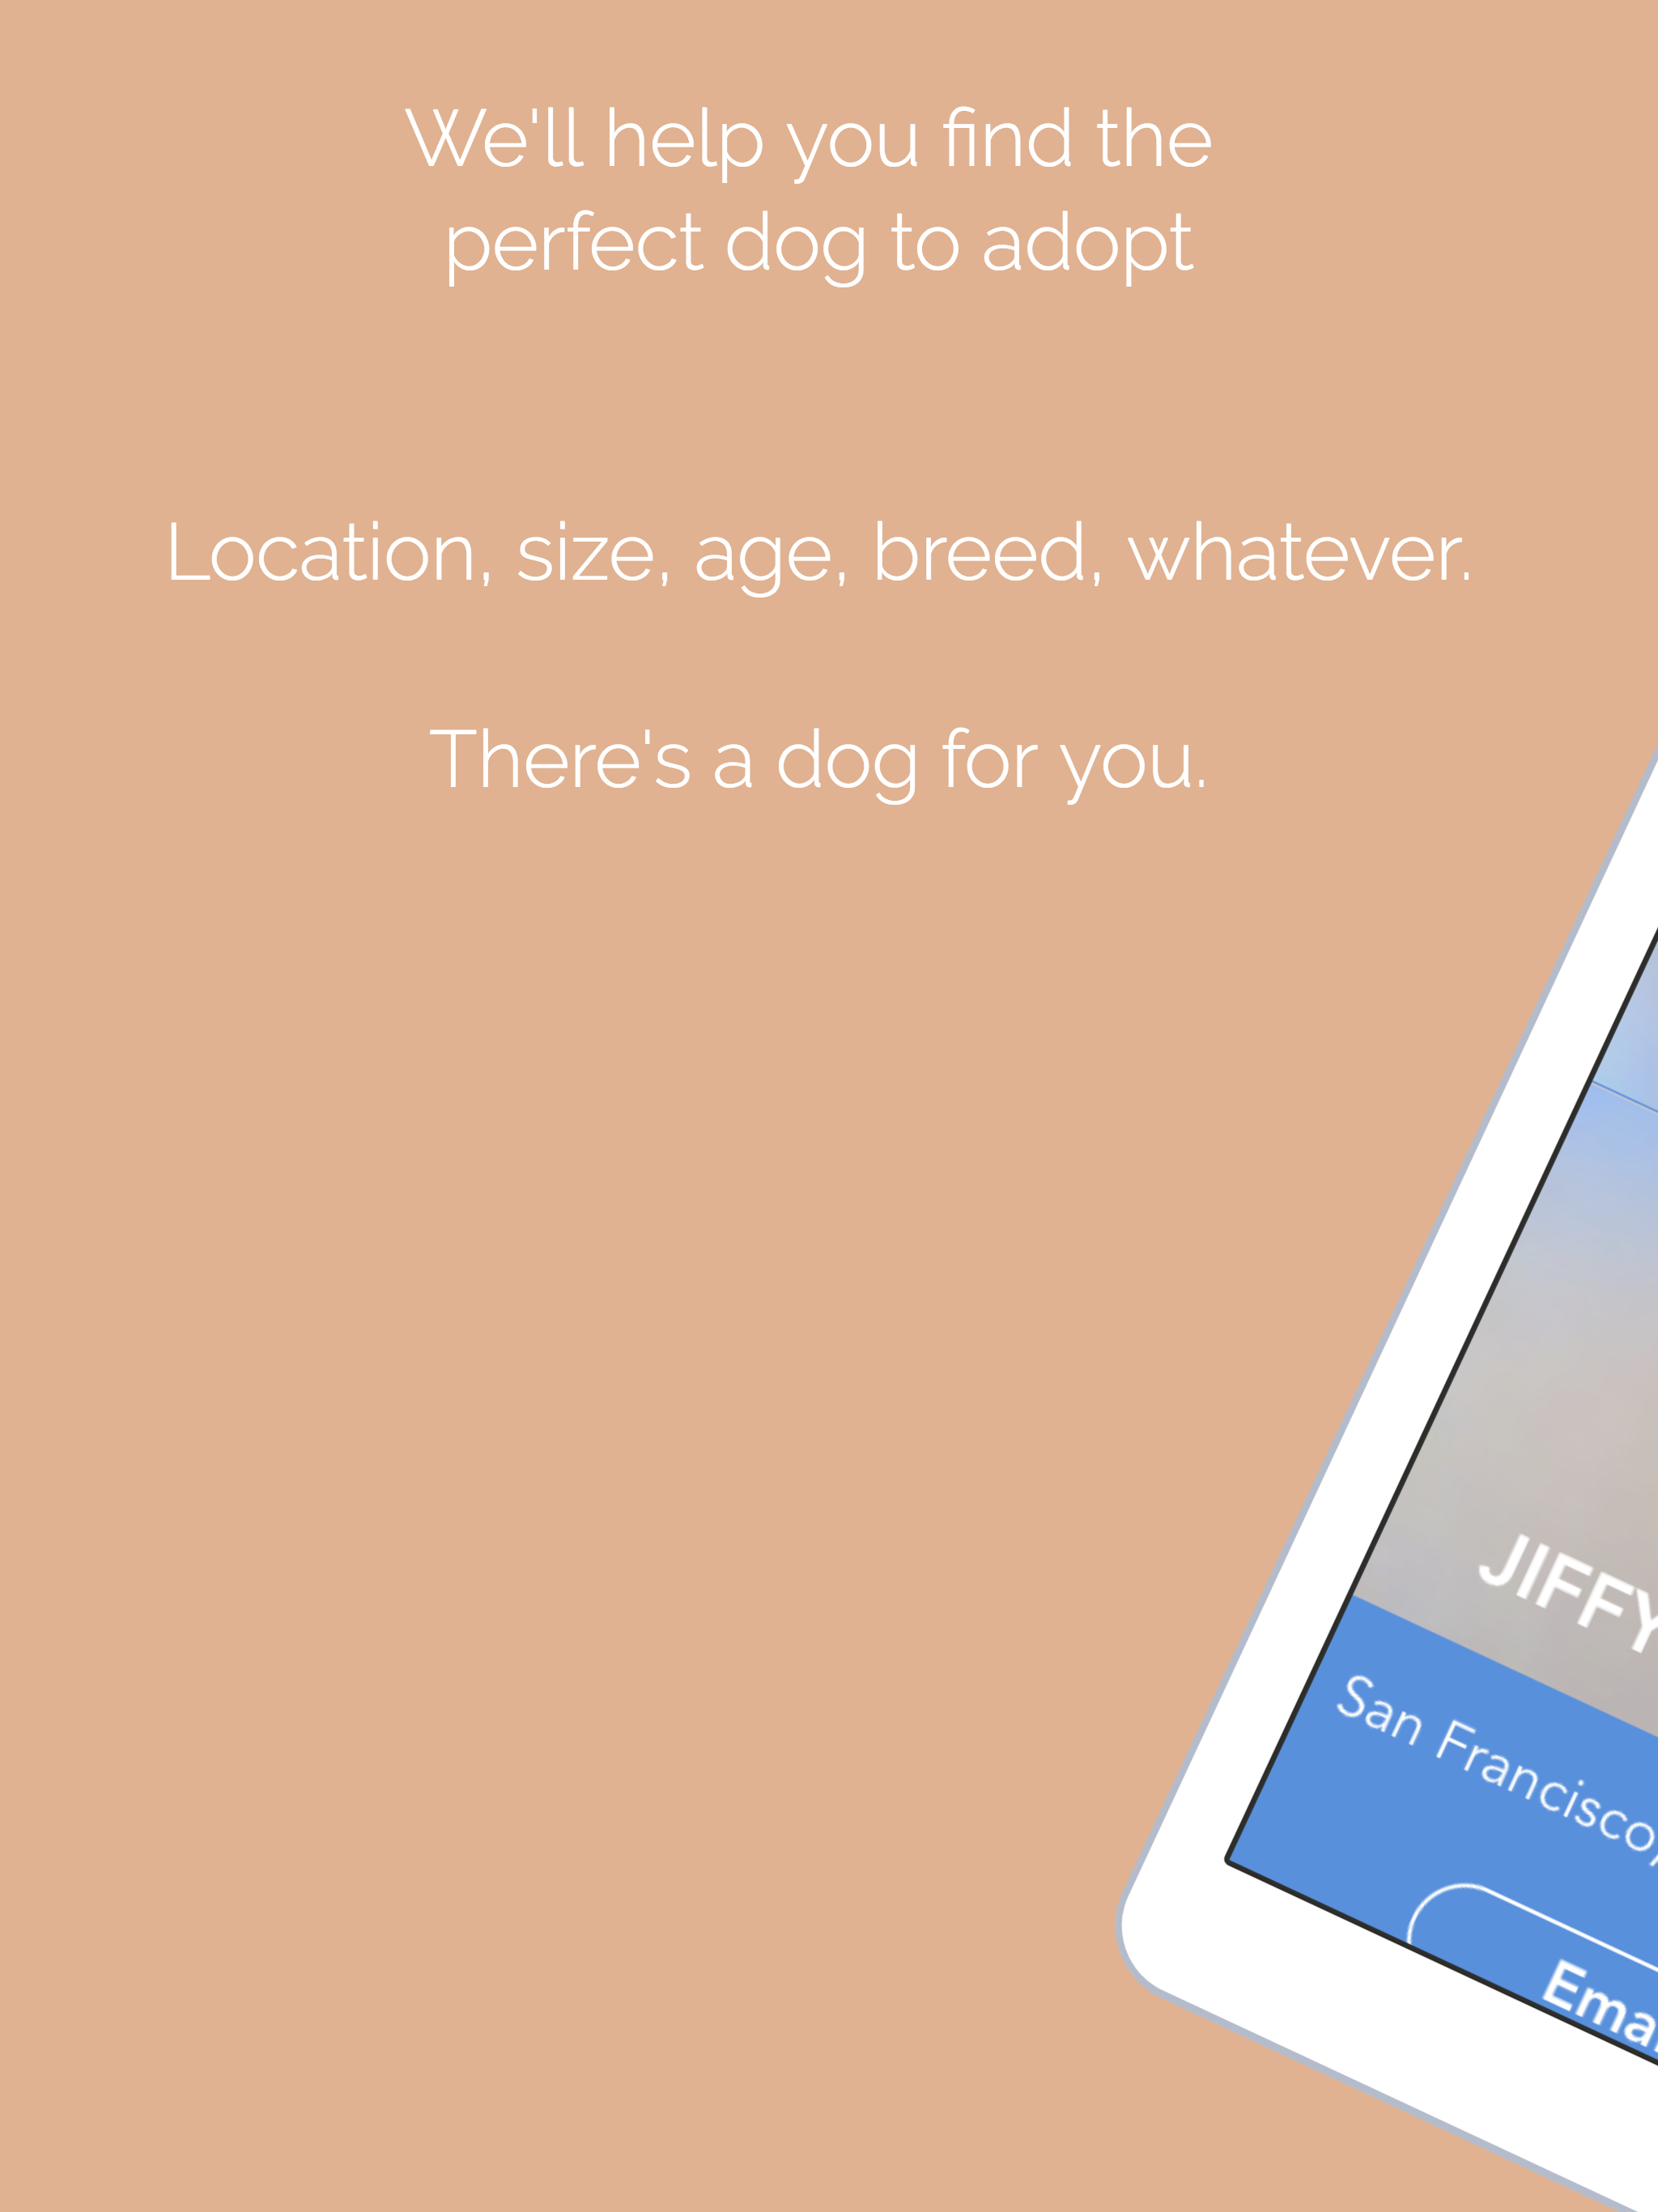 We'll help you find the
perfect dog to adopt
Location, size, age, breed, whatever.
There's a dog for you.
JIFFY
San Francisco,
Emai